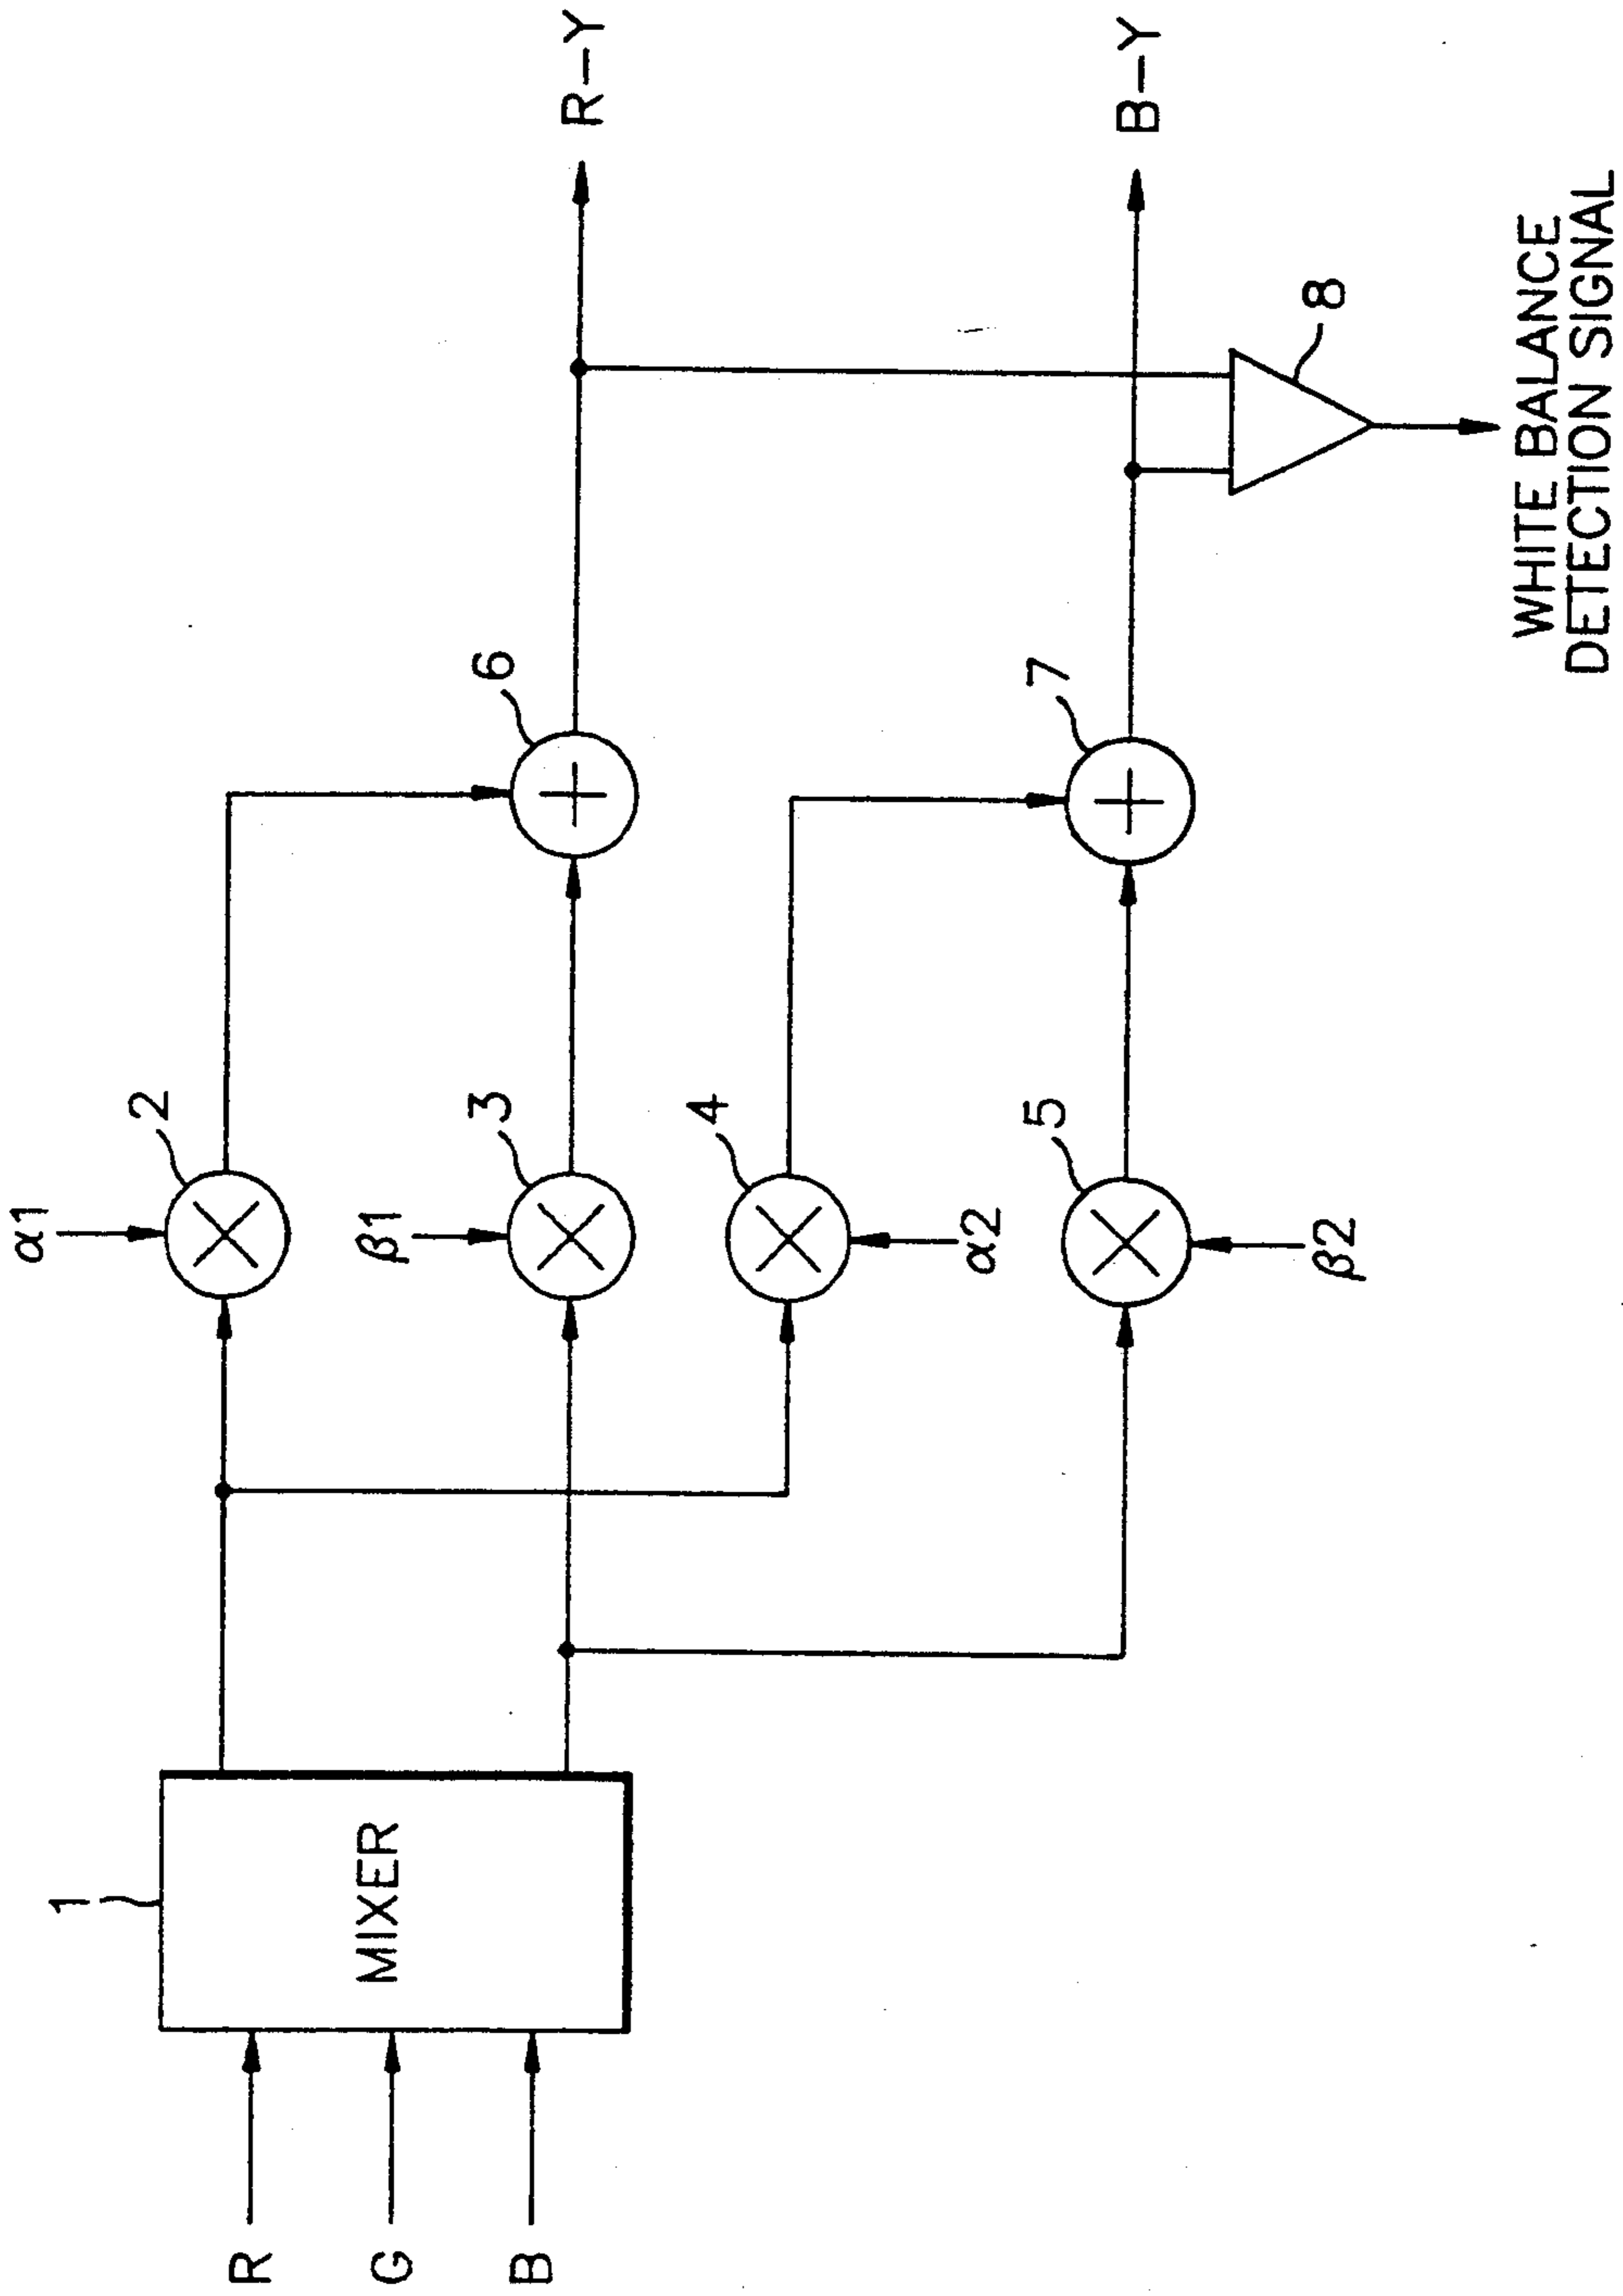 R
G
B
1
MIXER
α1
2
β1
3
4
α2
5
β2
6
7
R-Y
B-Y
8
WHITE BALANCE
DETECTION SIGNAL